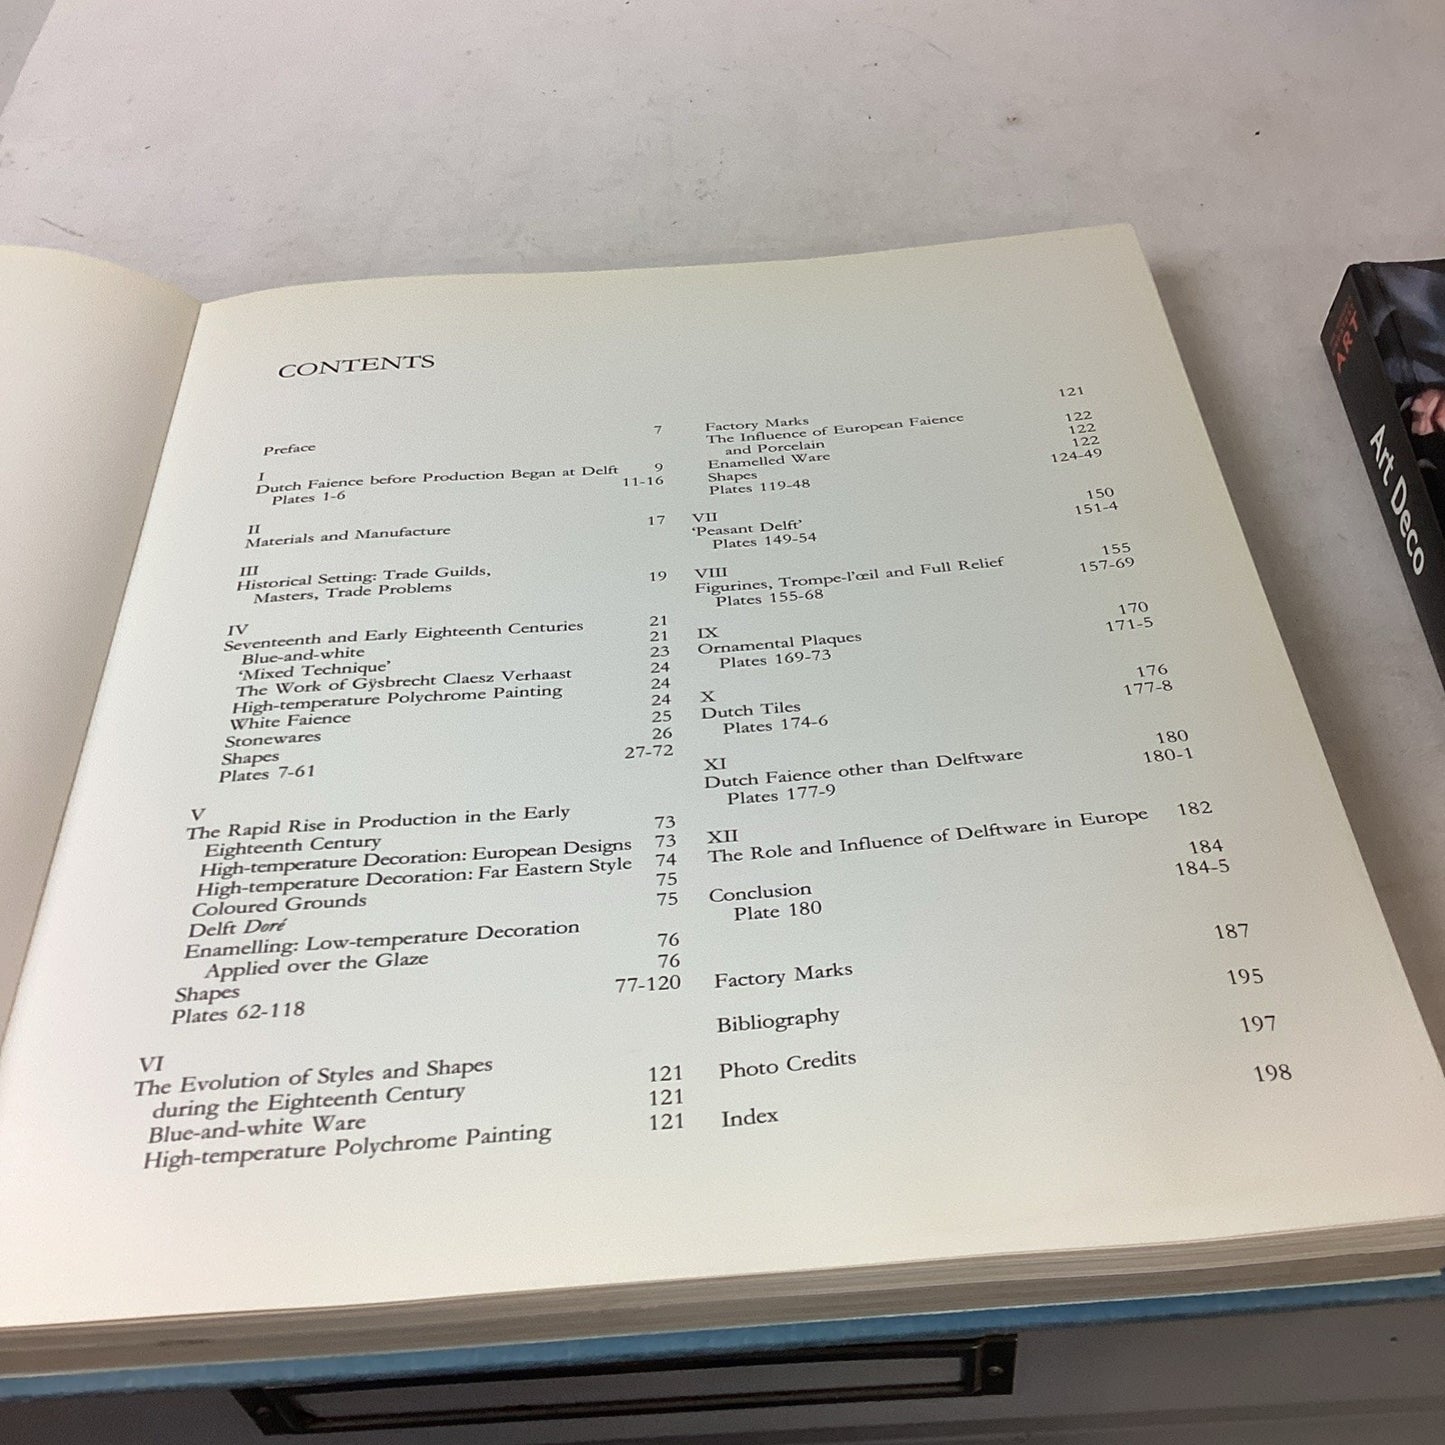 CONTENTS
Preface 7
I
Dutch Faience before Production Began at Delft 9
Plates 1-6 11-16
II
Materials and Manufacture 17
III
Historical Setting: Trade Guilds,
Masters, Trade Problems 19
IV
Seventeenth and Early Eighteenth Centuries 21
Blue-and-white 21
‘Mixed Technique’ 23
The Work of Gÿsbrecht Claesz Verhaast 24
High-temperature Polychrome Painting 24
White Faience 24
Stonewares 25
Shapes 26
Plates 7-61 27-72
V
The Rapid Rise in Production in the Early
Eighteenth Century 73
High-temperature Decoration: European Designs 73
High-temperature Decoration: Far Eastern Style 74
Coloured Grounds 75
Delft Doré 75
Enamelling: Low-temperature Decoration
Applied over the Glaze 76
Shapes 76
Plates 62-118 77-120
VI
The Evolution of Styles and Shapes
during the Eighteenth Century 121
Blue-and-white Ware 121
High-temperature Polychrome Painting 121
Factory Marks 121
The Influence of European Faience
and Porcelain 122
Enamelled Ware 122
Shapes 122
Plates 119-48 124-49
VII
‘Peasant Delft’ 150
Plates 149-54 151-4
VIII
Figurines, Trompe-l’œil and Full Relief 155
Plates 155-68 157-69
IX
Ornamental Plaques 170
Plates 169-73 171-5
X
Dutch Tiles 176
Plates 174-6 177-8
XI
Dutch Faience other than Delftware 180
Plates 177-9 180-1
XII
The Role and Influence of Delftware in Europe 182
Conclusion 184
Plate 180 184-5
Factory Marks 187
Bibliography 195
Photo Credits 197
Index 198
ART
Art Deco